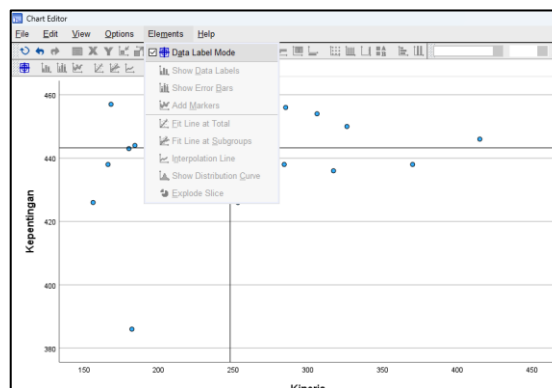 Chart Editor
File Edit View Options Elements Help
X Y
Data Label Mode
Show Data Labels
Show Error Bars
Add Markers
Fit Line at Total
Fit Line at Subgroups
Interpolation Line
Show Distribution Curve
Explode Slice
460
440
420
400
380
Kepentingan
150 200 250 300 350 400
Kinerja